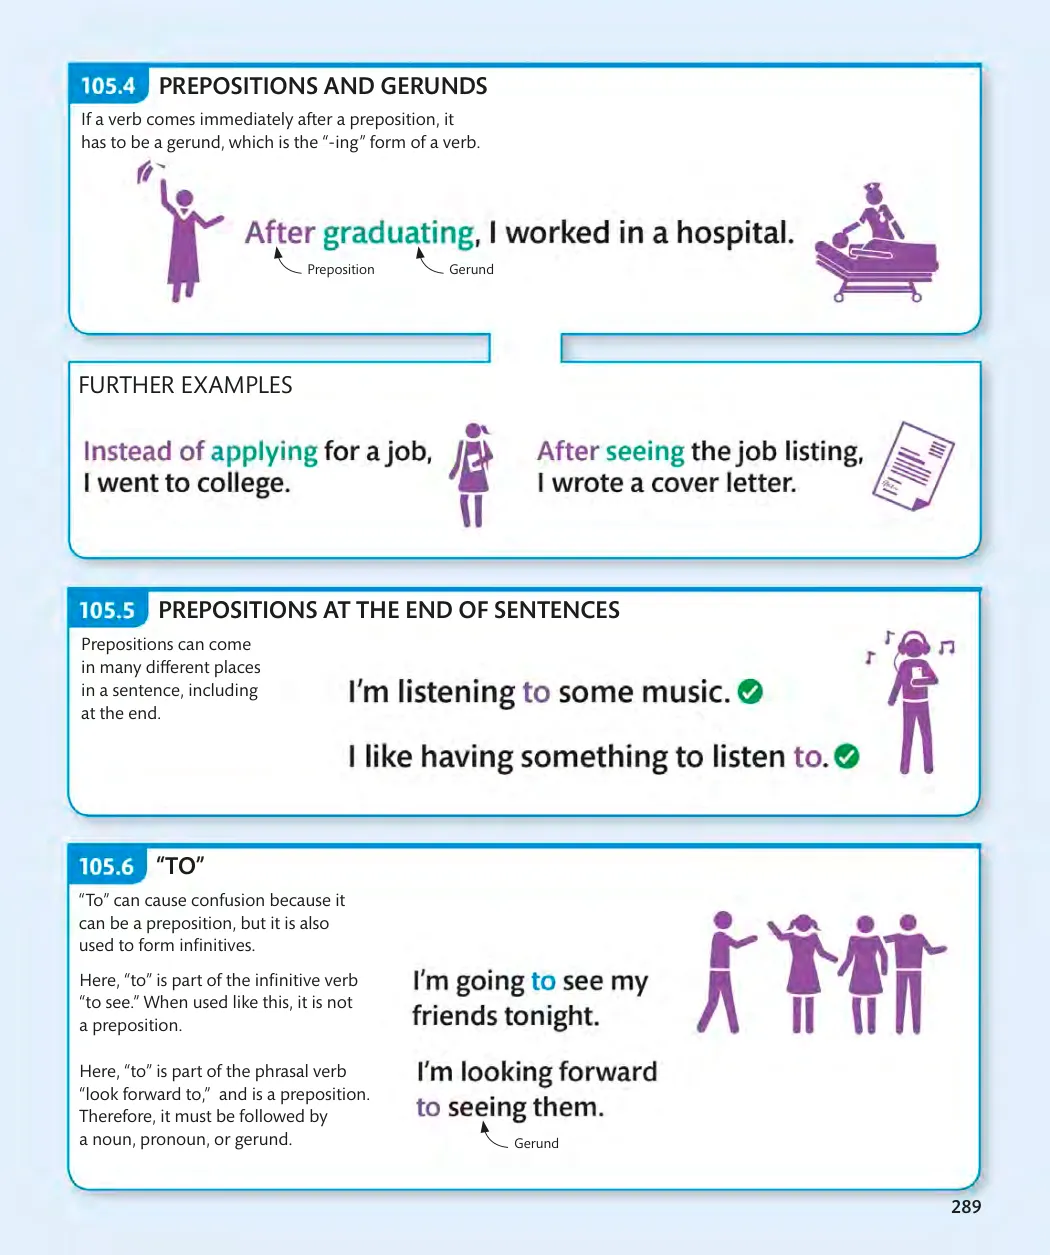 105.4 PREPOSITIONS AND GERUNDS
If a verb comes immediately after a preposition, it
has to be a gerund, which is the “-ing” form of a verb.
After graduating, I worked in a hospital.
Preposition Gerund
FURTHER EXAMPLES
Instead of applying for a job,
I went to college.
After seeing the job listing,
I wrote a cover letter.
105.5 PREPOSITIONS AT THE END OF SENTENCES
Prepositions can come
in many different places
in a sentence, including
at the end.
I’m listening to some music.
I like having something to listen to.
105.6 “TO”
“To” can cause confusion because it
can be a preposition, but it is also
used to form infinitives.
Here, “to” is part of the infinitive verb
“to see.” When used like this, it is not
a preposition.
I’m going to see my
friends tonight.
Here, “to” is part of the phrasal verb
“look forward to,” and is a preposition.
Therefore, it must be followed by
a noun, pronoun, or gerund.
I’m looking forward
to seeing them.
Gerund
289